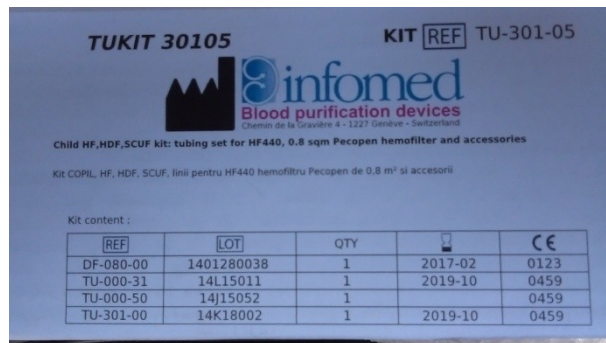 TUKIT 30105
KIT REF TU-301-05
infomed
Blood purification devices
Chemin de la Gravière 4 - 1227 Genève - Switzerland
Child HF,HDF,SCUF kit: tubing set for HF440, 0.8 sqm Pecopen hemofilter and accessories
Kit COPIL, HF, HDF, SCUF, linii pentru HF440 hemofiltru Pecopen de 0,8 m² si accesorii
Kit content :
REF LOT QTY CE
DF-080-00 1401280038 1 2017-02 0123
TU-000-31 14L15011 1 2019-10 0459
TU-000-50 14J15052 1 0459
TU-301-00 14K18002 1 2019-10 0459